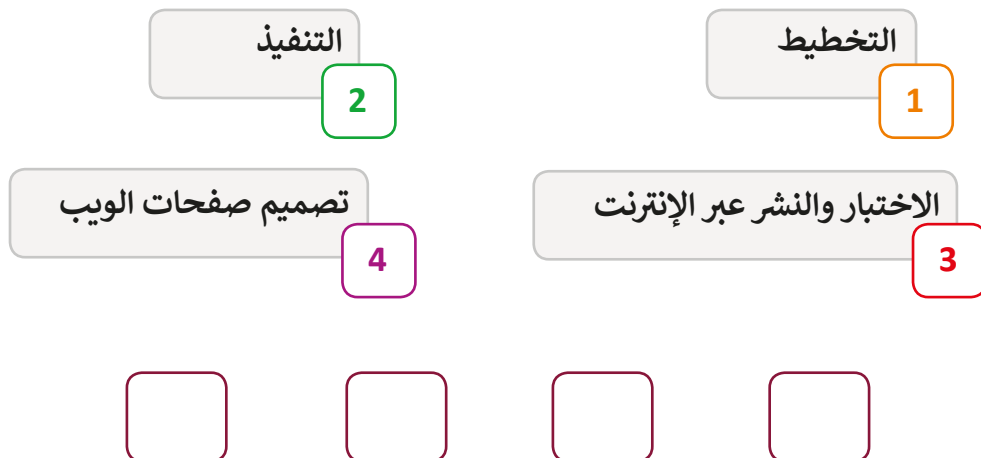 التخطيط
1
التنفيذ
2
الاختبار والنشر عبر الإنترنت
3
تصميم صفحات الويب
4